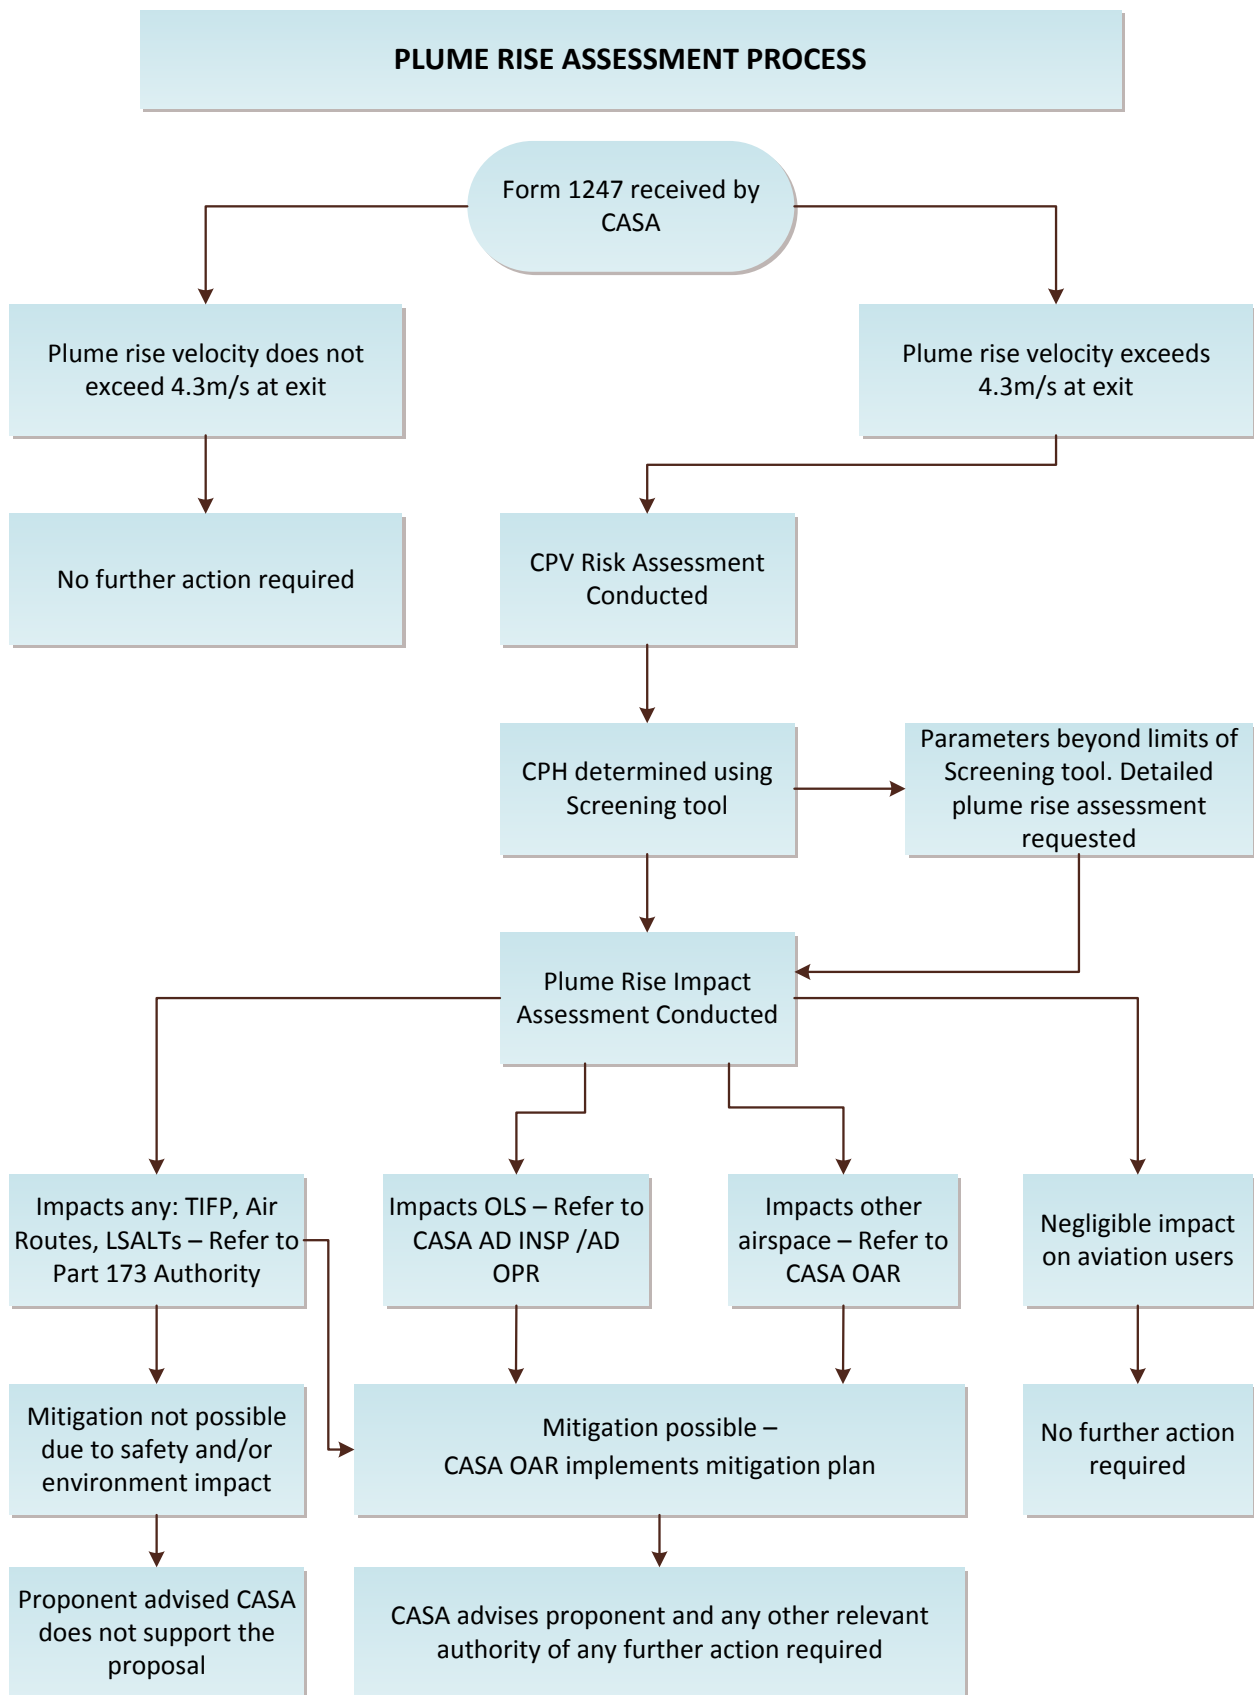 PLUME RISE ASSESSMENT PROCESS
Form 1247 received by
CASA
Plume rise velocity does not
exceed 4.3m/s at exit
Plume rise velocity exceeds
4.3m/s at exit
No further action required
CPV Risk Assessment
Conducted
CPH determined using
Screening tool
Parameters beyond limits of
Screening tool. Detailed
plume rise assessment
requested
Plume Rise Impact
Assessment Conducted
Impacts any: TIFP, Air
Routes, LSALTs – Refer to
Part 173 Authority
Impacts OLS – Refer to
CASA AD INSP /AD
OPR
Impacts other
airspace – Refer to
CASA OAR
Negligible impact
on aviation users
Mitigation not possible
due to safety and/or
environment impact
Mitigation possible –
CASA OAR implements mitigation plan
No further action
required
Proponent advised CASA
does not support the
proposal
CASA advises proponent and any other relevant
authority of any further action required